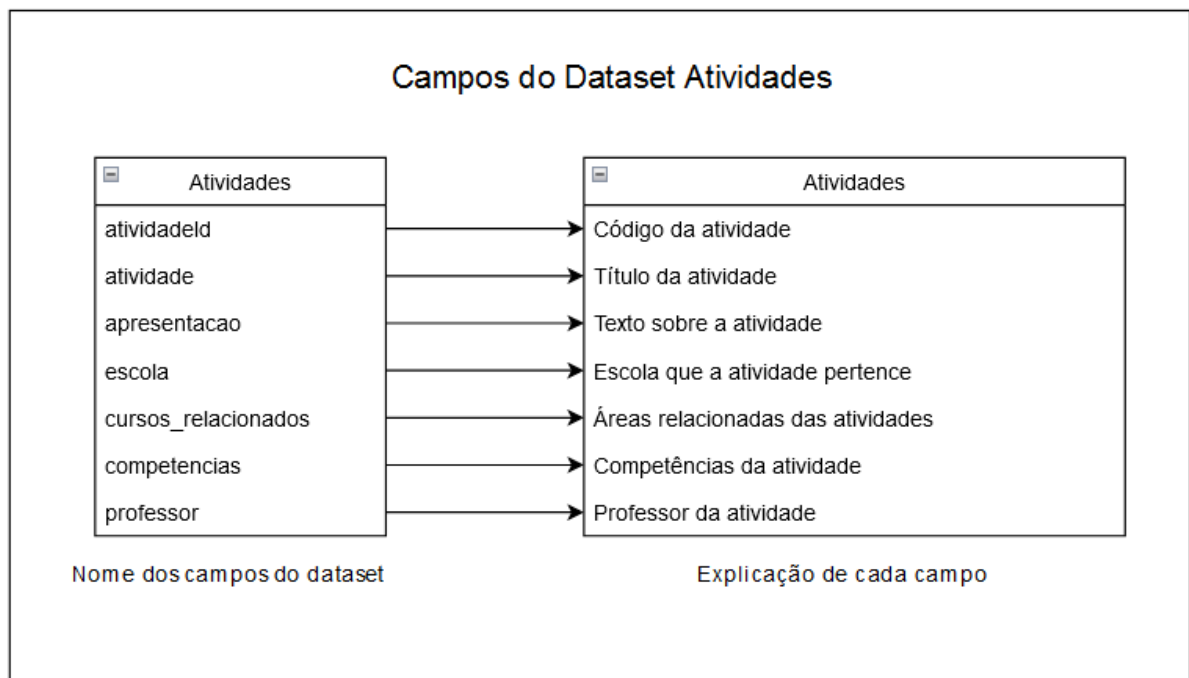 Campos do Dataset Atividades
Atividades
atividadeId
atividade
apresentacao
escola
cursos_relacionados
competencias
professor
Nome dos campos do dataset
Atividades
Código da atividade
Título da atividade
Texto sobre a atividade
Escola que a atividade pertence
Áreas relacionadas das atividades
Competências da atividade
Professor da atividade
Explicação de cada campo